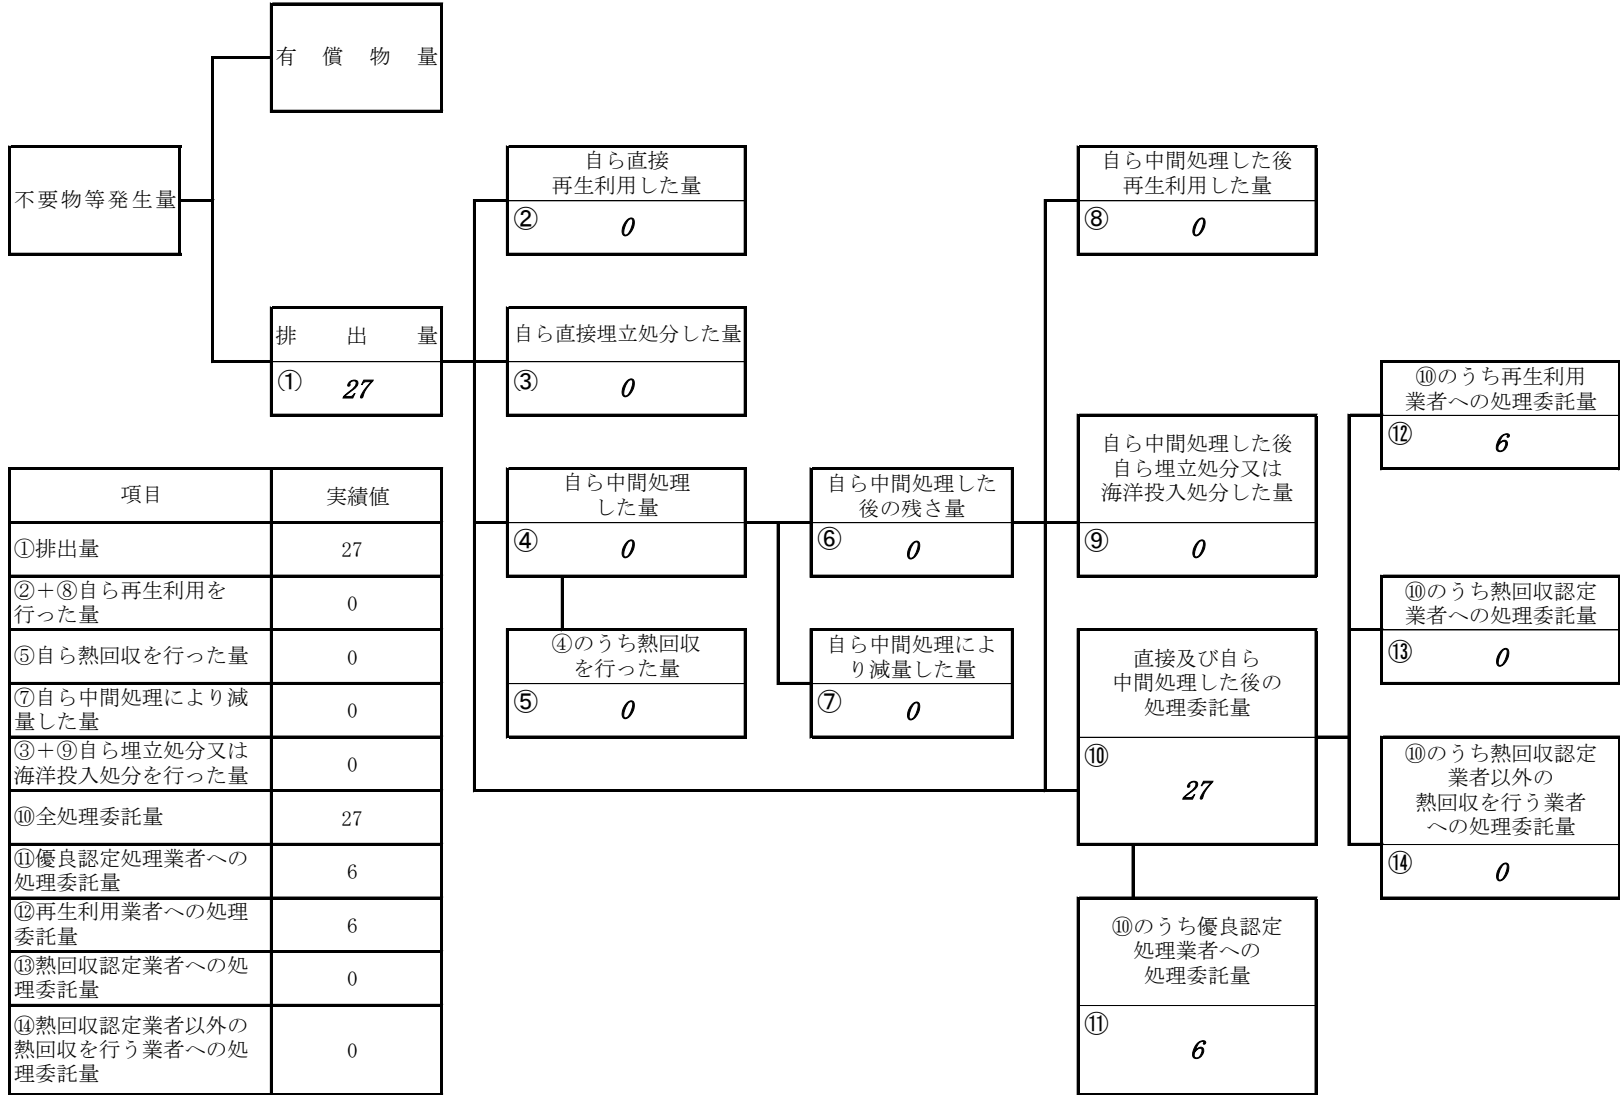 有償物量
不要物等発生量
排出量
① 27
自ら直接
再生利用した量
② 0
自ら直接埋立処分した量
③ 0
自ら中間処理
した量
④ 0
④のうち熱回収
を行った量
⑤ 0
自ら中間処理した
後の残さ量
⑥ 0
自ら中間処理によ
り減量した量
⑦ 0
自ら中間処理した後
再生利用した量
⑧ 0
自ら中間処理した後
自ら埋立処分又は
海洋投入処分した量
⑨ 0
直接及び自ら
中間処理した後の
処理委託量
⑩
27
⑩のうち優良認定
処理業者への
処理委託量
⑪
6
⑩のうち再生利用
業者への処理委託量
⑫ 6
⑩のうち熱回収認定
業者への処理委託量
⑬ 0
⑩のうち熱回収認定
業者以外の
熱回収を行う業者
への処理委託量
⑭ 0
項目 実績値
①排出量 27
②＋⑧自ら再生利用を
行った量 0
⑤自ら熱回収を行った量 0
⑦自ら中間処理により減
量した量 0
③＋⑨自ら埋立処分又は
海洋投入処分を行った量 0
⑩全処理委託量 27
⑪優良認定処理業者への
処理委託量 6
⑫再生利用業者への処理
委託量 6
⑬熱回収認定業者への処
理委託量 0
⑭熱回収認定業者以外の
熱回収を行う業者への処
理委託量 0